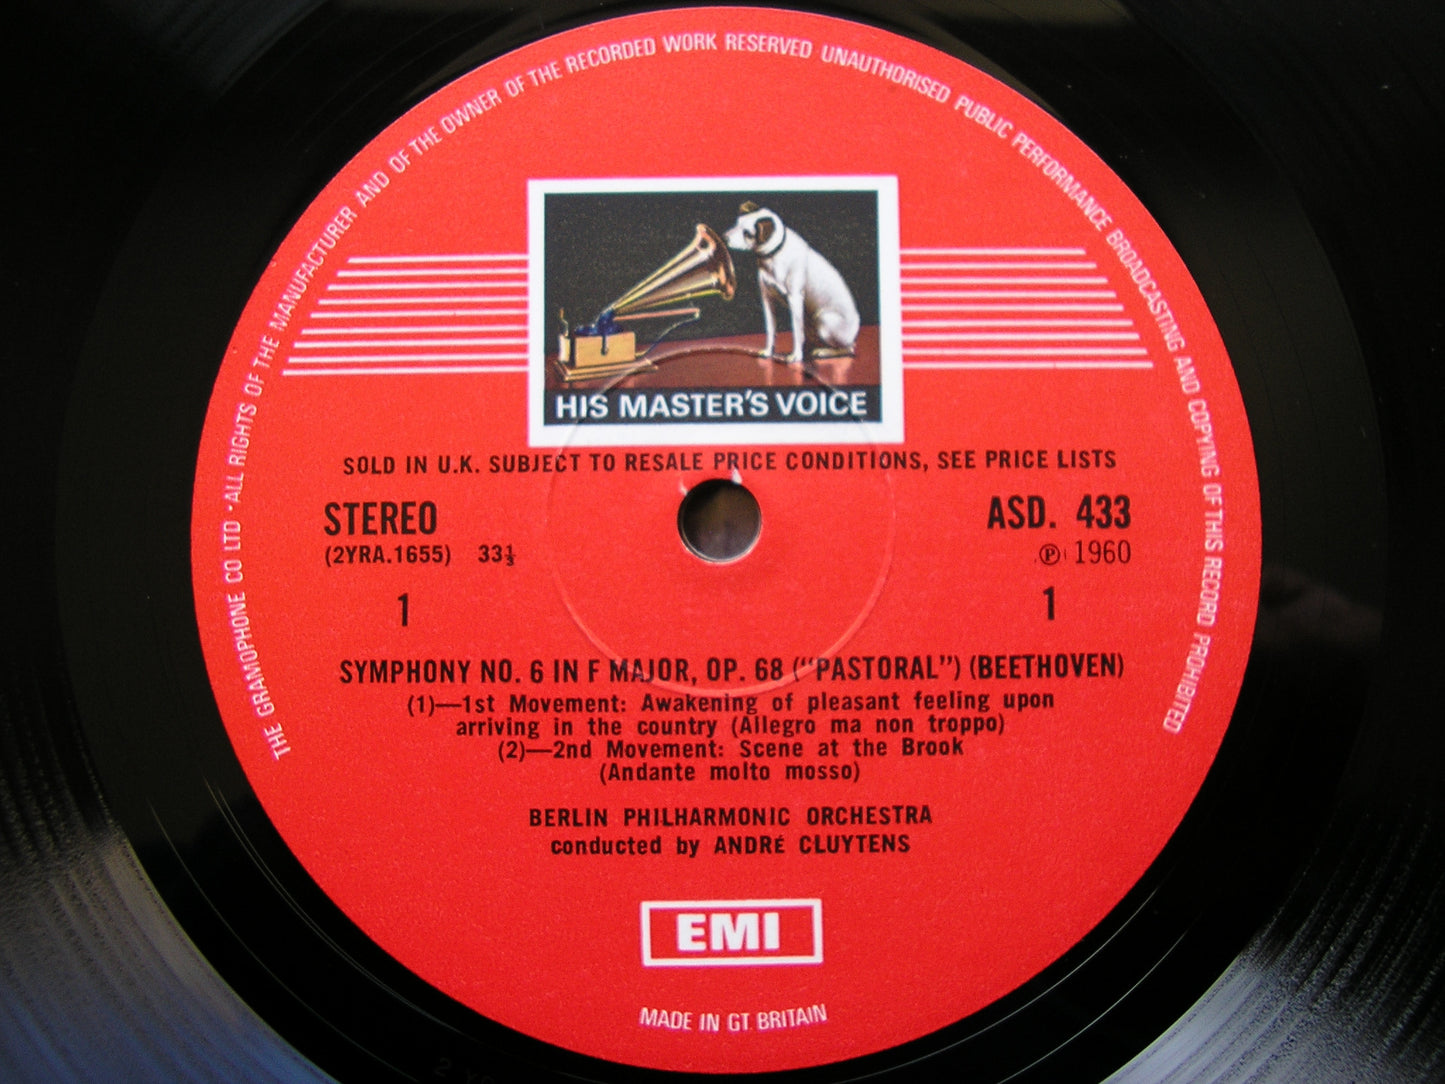 THE GRAMOPHONE CO LTD · ALL RIGHTS OF THE MANUFACTURER AND OF THE OWNER OF THE RECORDED WORK RESERVED UNAUTHORISED PUBLIC PERFORMANCE BROADCASTING AND COPYING OF THIS RECORD PROHIBITED
HIS MASTER'S VOICE
SOLD IN U.K. SUBJECT TO RESALE PRICE CONDITIONS, SEE PRICE LISTS
STEREO ASD. 433
(2YRA.1655) 33⅓ ℗ 1960
1 1
SYMPHONY NO. 6 IN F MAJOR, OP. 68 ("PASTORAL") (BEETHOVEN)
(1)—1st Movement: Awakening of pleasant feeling upon
arriving in the country (Allegro ma non troppo)
(2)—2nd Movement: Scene at the Brook
(Andante molto mosso)
BERLIN PHILHARMONIC ORCHESTRA
conducted by ANDRÉ CLUYTENS
EMI
MADE IN GT. BRITAIN